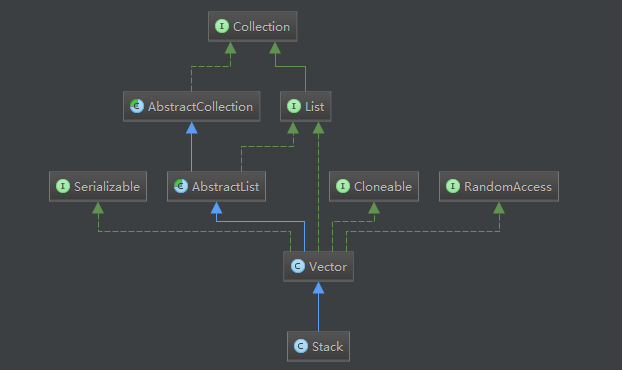 I Collection
C AbstractCollection
I List
I Serializable
C AbstractList
I Cloneable
I RandomAccess
C Vector
C Stack